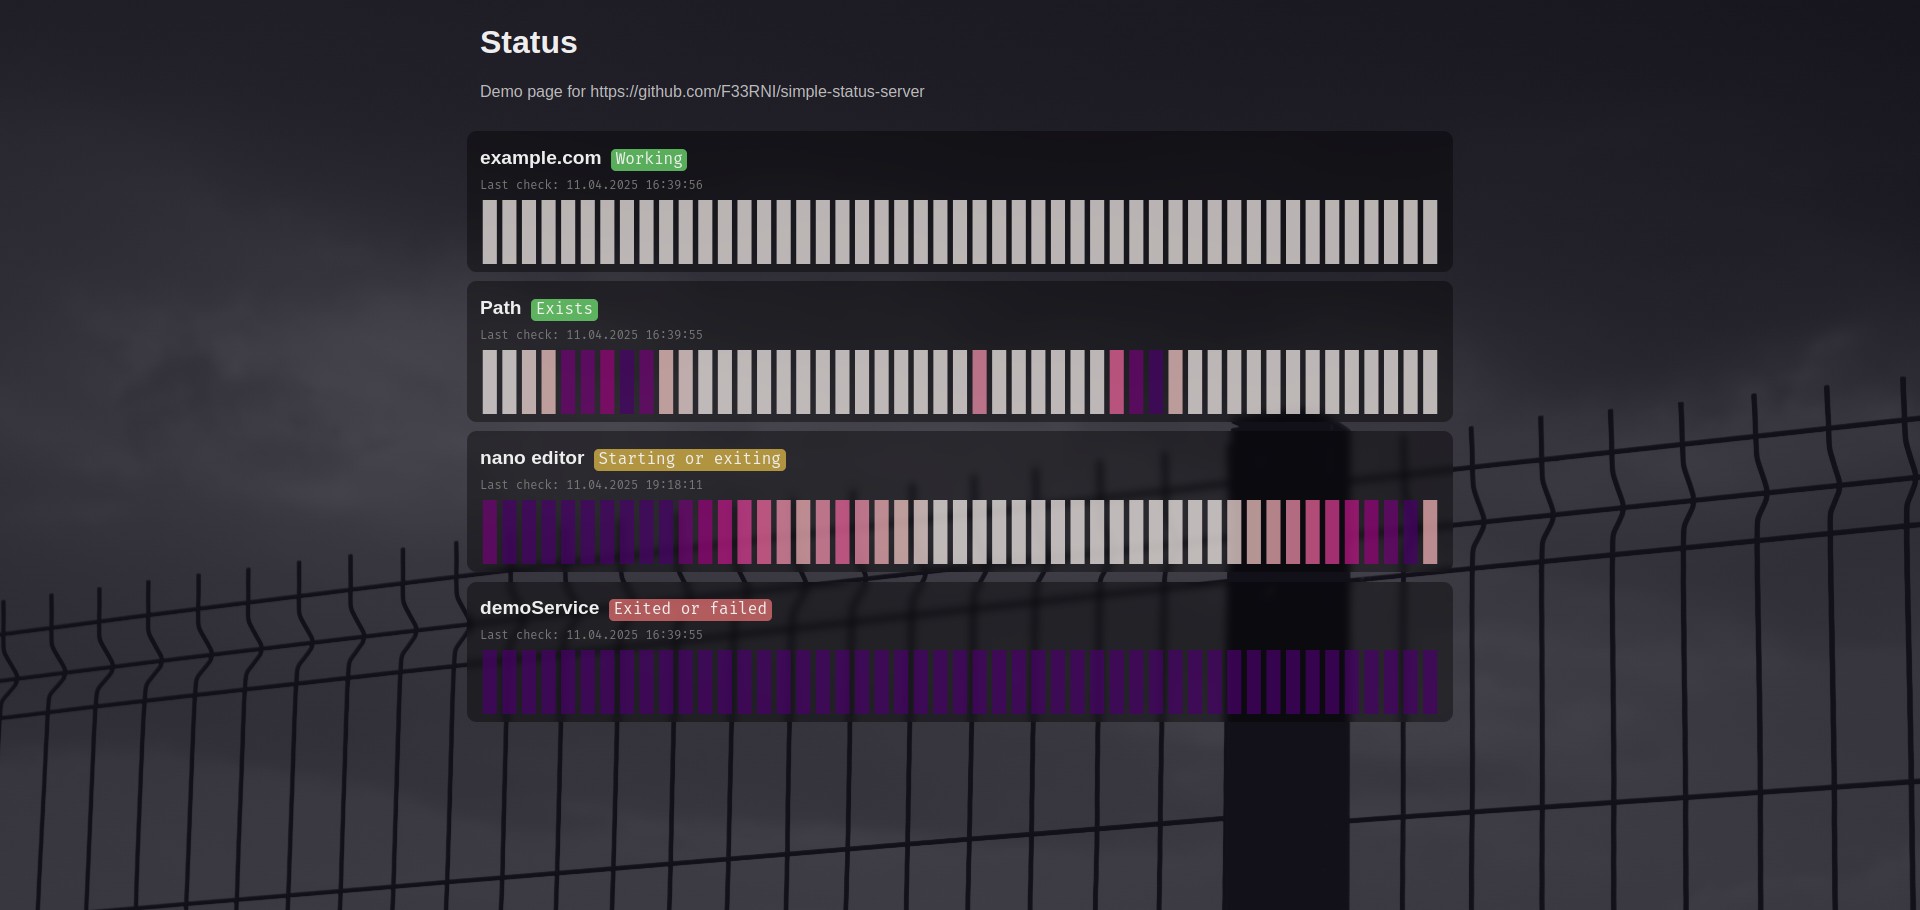 Status
Demo page for https://github.com/F33RNI/simple-status-server
example.com Working
Last check: 11.04.2025 16:39:56
Path Exists
Last check: 11.04.2025 16:39:55
nano editor Starting or exiting
Last check: 11.04.2025 19:18:11
demoService Exited or failed
Last check: 11.04.2025 16:39:55